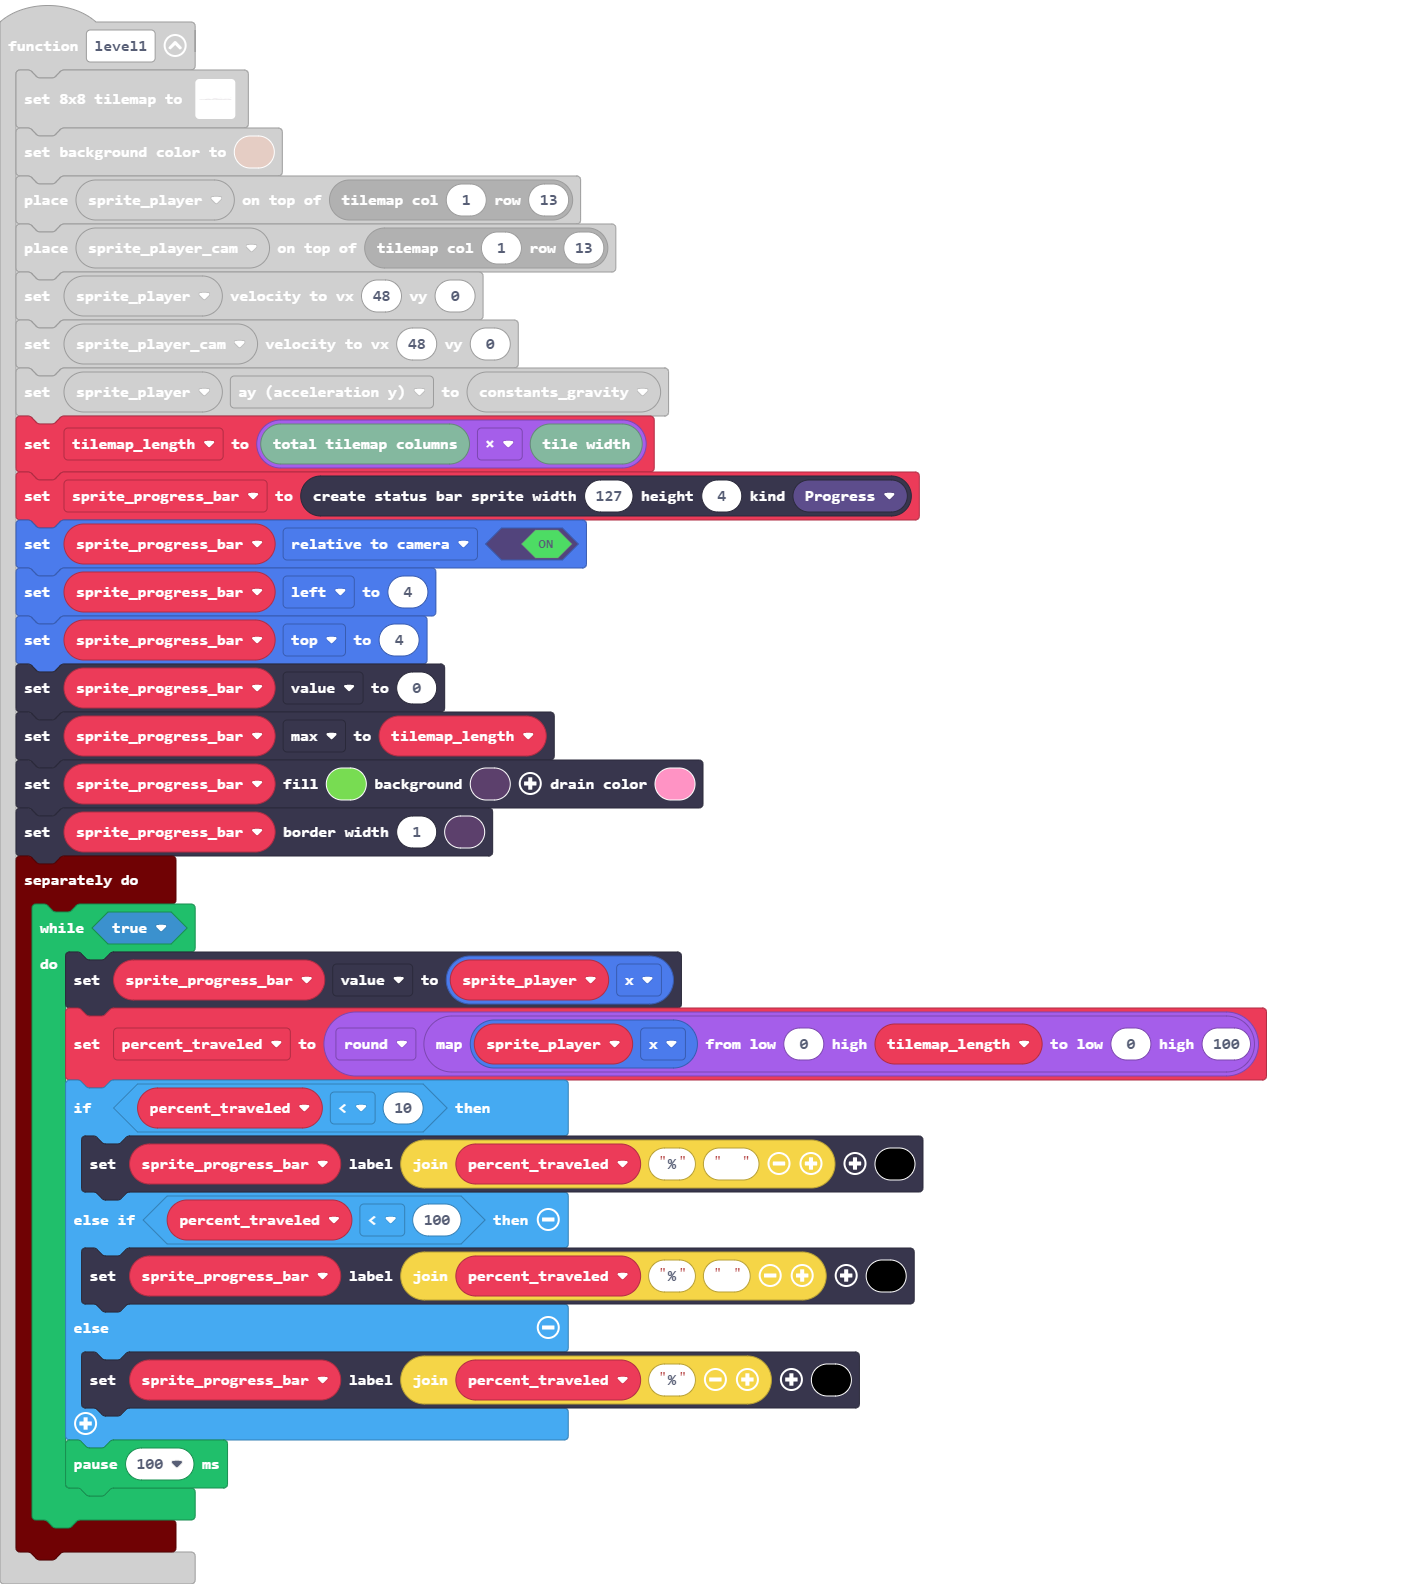 function level1
set 8x8 tilemap to
set background color to
place sprite_player on top of tilemap col 1 row 13
place sprite_player_cam on top of tilemap col 1 row 13
set sprite_player velocity to vx 48 vy 0
set sprite_player_cam velocity to vx 48 vy 0
set sprite_player ay (acceleration y) to constants_gravity
set tilemap_length to total tilemap columns × tile width
set sprite_progress_bar to create status bar sprite width 127 height 4 kind Progress
set sprite_progress_bar relative to camera ON
set sprite_progress_bar left to 4
set sprite_progress_bar top to 4
set sprite_progress_bar value to 0
set sprite_progress_bar max to tilemap_length
set sprite_progress_bar fill background drain color
set sprite_progress_bar border width 1
separately do
while true
do
set sprite_progress_bar value to sprite_player x
set percent_traveled to round map sprite_player x from low 0 high tilemap_length to low 0 high 100
if percent_traveled < 10 then
set sprite_progress_bar label join percent_traveled "%" "  "
else if percent_traveled < 100 then
set sprite_progress_bar label join percent_traveled "%" " "
else
set sprite_progress_bar label join percent_traveled "%"
pause 100 ms